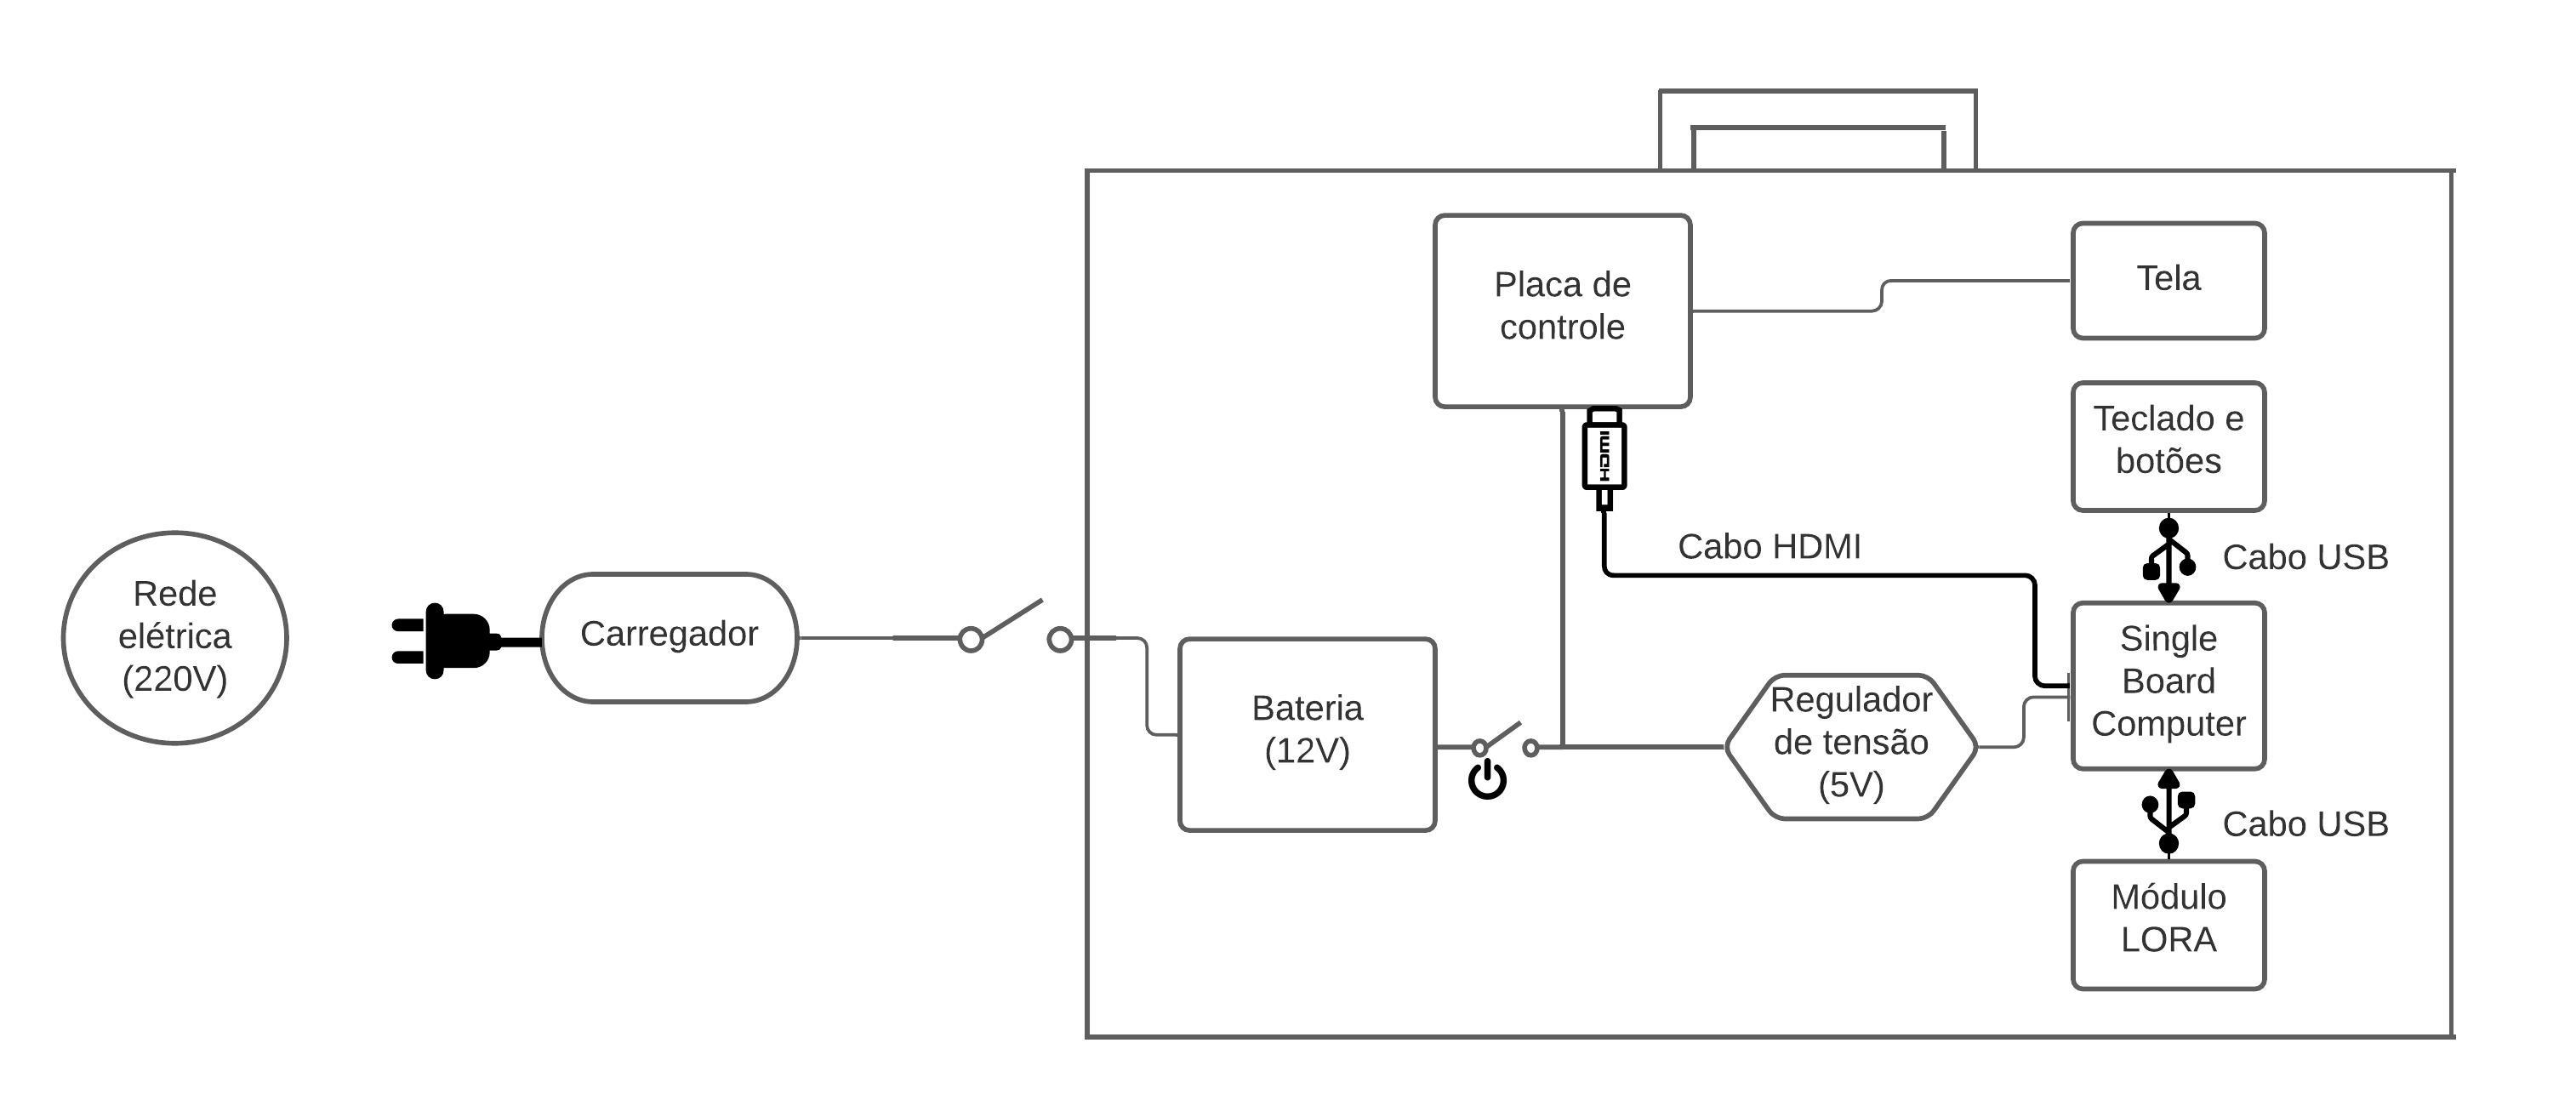 Rede
elétrica
(220V)
Carregador
Bateria
(12V)
Placa de
controle
HDMI
Cabo HDMI
Regulador
de tensão
(5V)
Tela
Teclado e
botões
Cabo USB
Single
Board
Computer
Cabo USB
Módulo
LORA